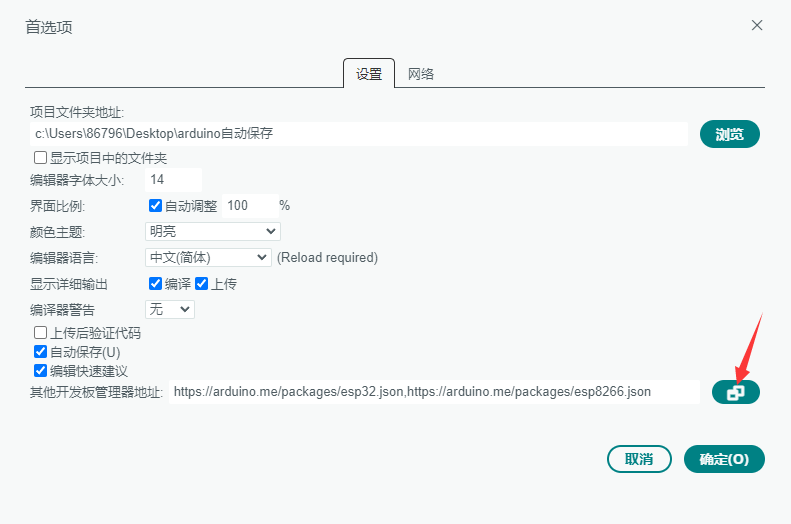 首选项
设置 网络
项目文件夹地址:
c:\Users\86796\Desktop\arduino自动保存 浏览
显示项目中的文件夹
编辑器字体大小: 14
界面比例: 自动调整 100 %
颜色主题: 明亮
编辑器语言: 中文(简体) (Reload required)
显示详细输出 编译 上传
编译器警告 无
上传后验证代码
自动保存(U)
编辑快速建议
其他开发板管理器地址: https://arduino.me/packages/esp32.json,https://arduino.me/packages/esp8266.json
取消 确定(O)